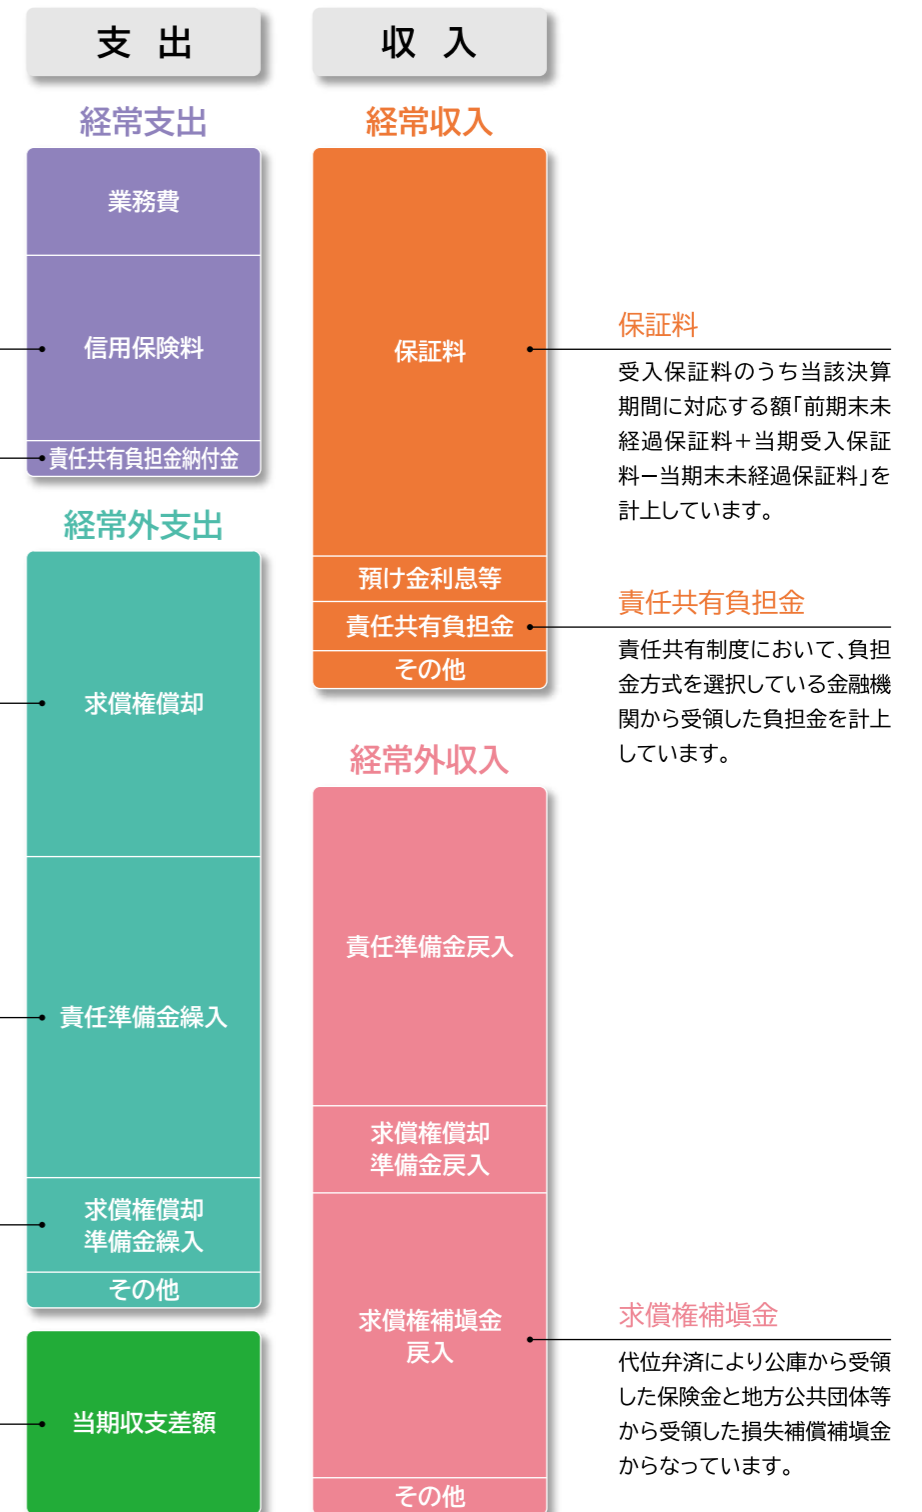 支 出
経常支出
業務費
信用保険料
責任共有負担金納付金
経常外支出
求償権償却
責任準備金繰入
求償権償却
準備金繰入
その他
当期収支差額
収 入
経常収入
保証料
預け金利息等
責任共有負担金
その他
経常外収入
責任準備金戻入
求償権償却
準備金戻入
求償権補塡金
戻入
その他
保証料
受入保証料のうち当該決算
期間に対応する額「前期末未
経過保証料＋当期受入保証
料−当期末未経過保証料」を
計上しています。
責任共有負担金
責任共有制度において、負担
金方式を選択している金融機
関から受領した負担金を計上
しています。
求償権補塡金
代位弁済により公庫から受領
した保険金と地方公共団体等
から受領した損失補償補塡金
からなっています。